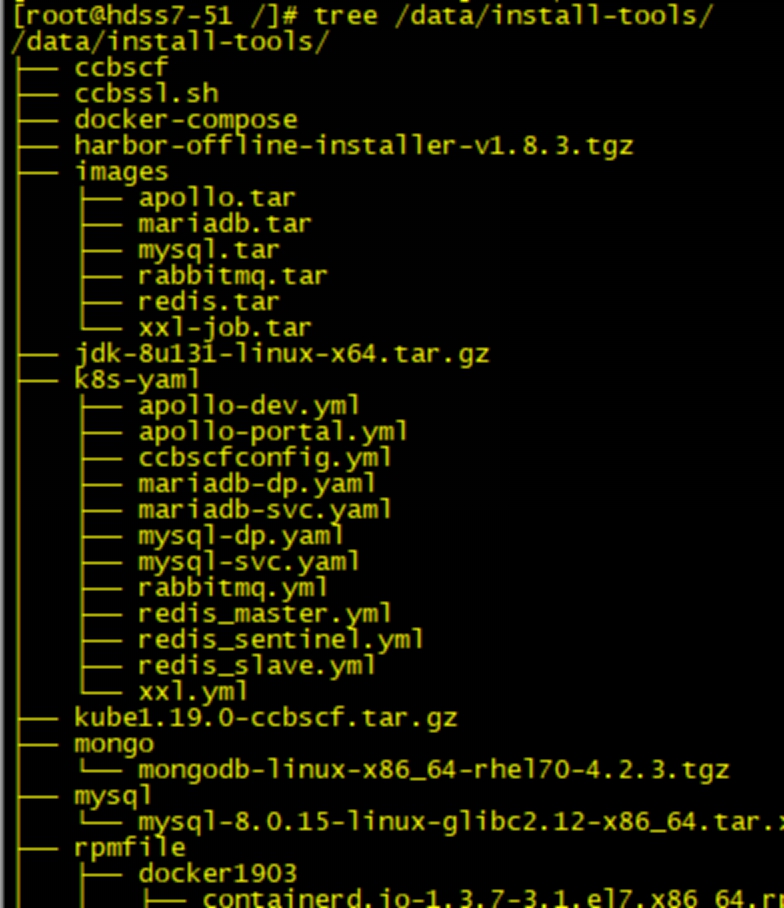 [root@hdss7-51 /]# tree /data/install-tools/
/data/install-tools/
├── ccbscf
├── ccbssl.sh
├── docker-compose
├── harbor-offline-installer-v1.8.3.tgz
├── images
│   ├── apollo.tar
│   ├── mariadb.tar
│   ├── mysql.tar
│   ├── rabbitmq.tar
│   ├── redis.tar
│   └── xxl-job.tar
├── jdk-8u131-linux-x64.tar.gz
├── k8s-yaml
│   ├── apollo-dev.yml
│   ├── apollo-portal.yml
│   ├── ccbscfconfig.yml
│   ├── mariadb-dp.yaml
│   ├── mariadb-svc.yaml
│   ├── mysql-dp.yaml
│   ├── mysql-svc.yaml
│   ├── rabbitmq.yml
│   ├── redis_master.yml
│   ├── redis_sentinel.yml
│   ├── redis_slave.yml
│   └── xxl.yml
├── kube1.19.0-ccbscf.tar.gz
├── mongo
│   └── mongodb-linux-x86_64-rhel70-4.2.3.tgz
├── mysql
│   └── mysql-8.0.15-linux-glibc2.12-x86_64.tar.
├── rpmfile
│   ├── docker1903
│   │   ├── containerd.io-1.3.7-3.1.el7.x86_64.r